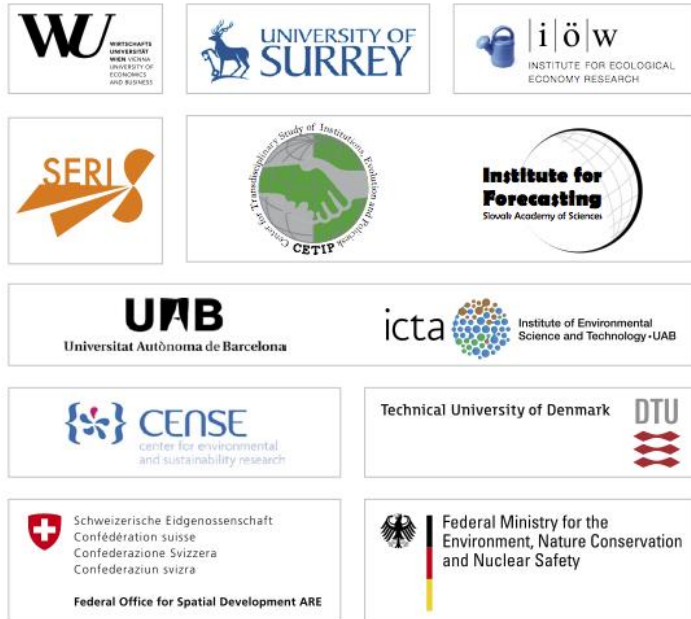 WU
WIRTSCHAFTS
UNIVERSITÄT
WIEN VIENNA
UNIVERSITY OF
ECONOMICS
AND BUSINESS
UNIVERSITY OF
SURREY
i|ö|w
INSTITUTE FOR ECOLOGICAL
ECONOMY RESEARCH
SERI
Center for Transdisciplinary Study of Institutions, Evolution and Policies
CETIP
Institute for
Forecasting
Slovak Academy of Sciences
UAB
Universitat Autònoma de Barcelona
icta
Institute of Environmental
Science and Technology·UAB
CENSE
center for environmental
and sustainability research
Technical University of Denmark
DTU
Schweizerische Eidgenossenschaft
Confédération suisse
Confederazione Svizzera
Confederaziun svizra
Federal Office for Spatial Development ARE
Federal Ministry for the
Environment, Nature Conservation
and Nuclear Safety